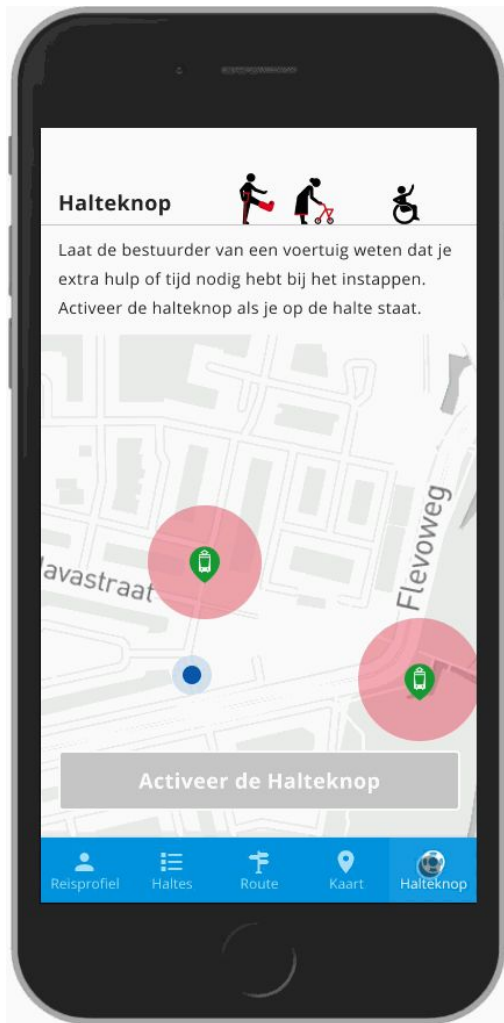 Halteknop
Laat de bestuurder van een voertuig weten dat je
extra hulp of tijd nodig hebt bij het instappen.
Activeer de halteknop als je op de halte staat.
Flevoweg
Javastraat
Activeer de Halteknop
Reisprofiel
Haltes
Route
Kaart
Halteknop